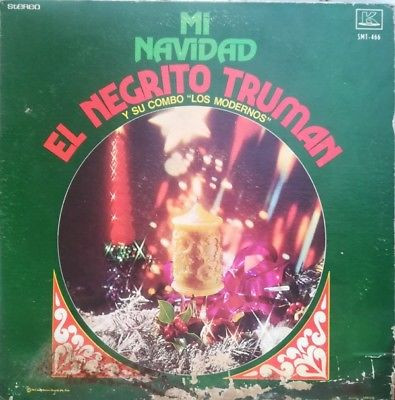 stereo
K
SMT-466
Mi
NAVIDAD
EL NEGRITO TRUMAN
Y SU COMBO "LOS MODERNOS"